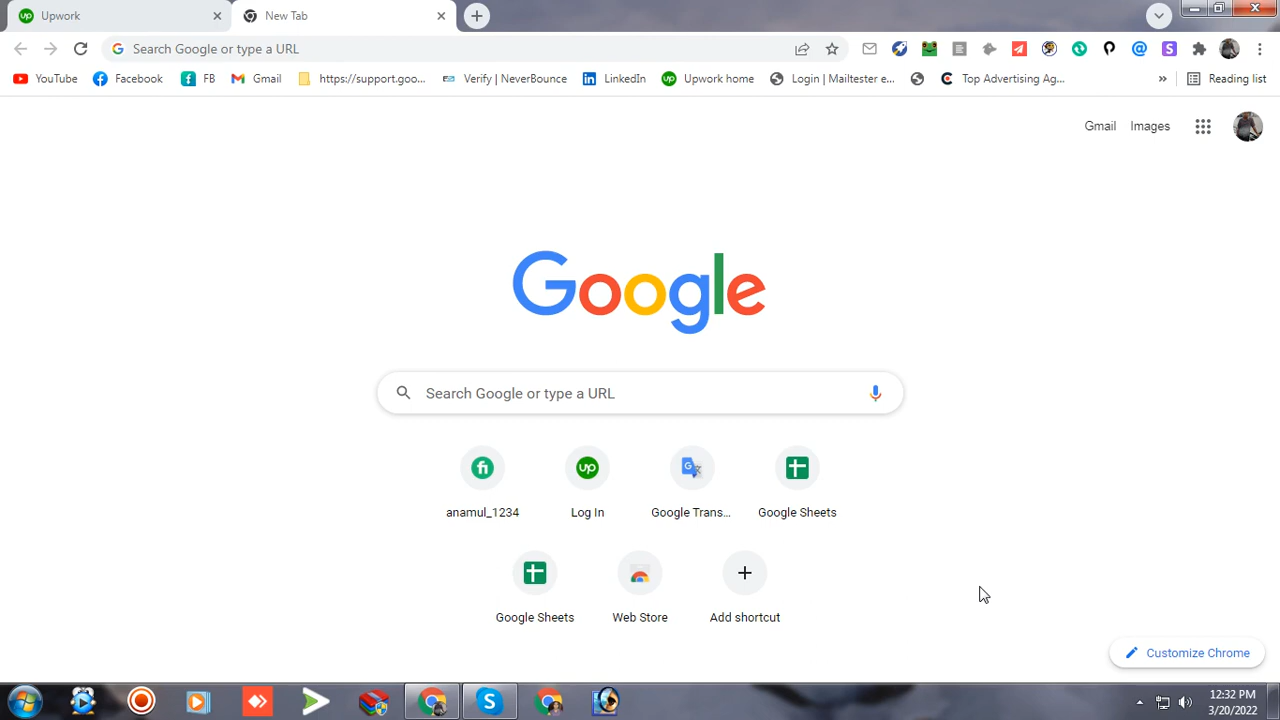 Upwork
New Tab
Search Google or type a URL
YouTube
Facebook
FB
Gmail
https://support.goo...
Verify | NeverBounce
LinkedIn
Upwork home
Login | Mailtester e...
Top Advertising Ag...
»
Reading list
Gmail
Images
Google
Search Google or type a URL
anamul_1234
Log In
Google Trans...
Google Sheets
Google Sheets
Web Store
Add shortcut
Customize Chrome
12:32 PM
3/20/2022